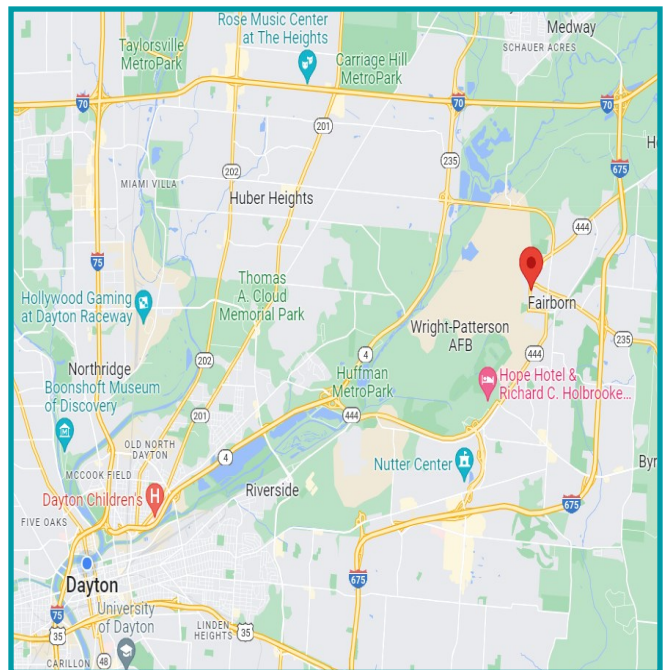 Rose Music Center
at The Heights
Medway
SCHAUER ACRES
Taylorsville
MetroPark
Carriage Hill
MetroPark
70
70
70
201
235
202
675
MIAMI VILLA
Huber Heights
444
75
Hollywood Gaming
at Dayton Raceway
Thomas
A. Cloud
Memorial Park
Fairborn
Wright-Patterson
AFB
235
202
4
444
Northridge
Huffman
MetroPark
Hope Hotel &
Richard C. Holbrooke...
Boonshoft Museum
of Discovery
201
444
OLD NORTH
DAYTON
4
Nutter Center
MCCOOK FIELD
Riverside
Dayton Children's
H
FIVE OAKS
675
675
Dayton
75
University
of Dayton
LINDEN
HEIGHTS
35
35
CARILLON
48